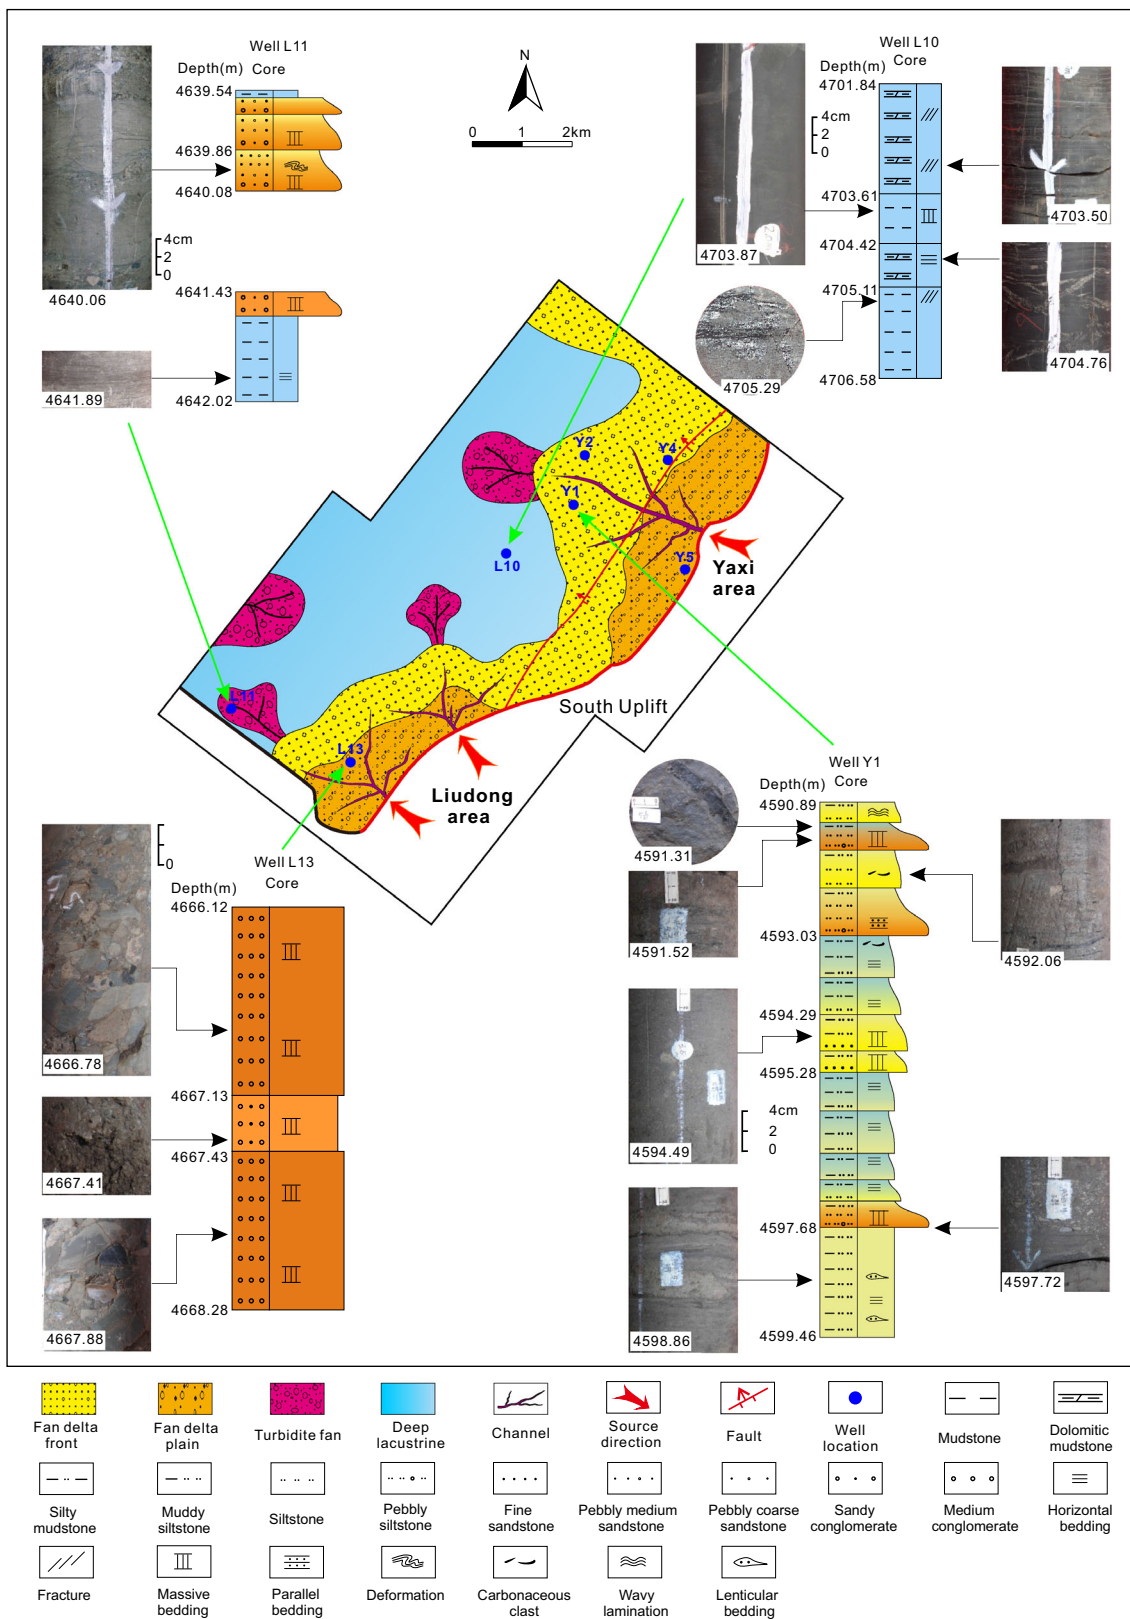 Well L11
Core
Depth(m)
4639.54
4639.86
4640.08
4cm
2
0
4640.06
4641.43
4641.89
4642.02
N
0 1 2km
Well L10
Core
Depth(m)
4701.84
4cm
2
0
4703.61
4703.50
4703.87
4704.42
4705.11
4704.76
4705.29
4706.58
Y2
Y4
Y1
L10
Y5
Yaxi
area
L11
L13
South Uplift
Liudong
area
Well L13
Core
Depth(m)
0
4666.12
4666.78
4667.13
4667.41
4667.43
4667.88
4668.28
Well Y1
Core
Depth(m)
4590.89
4591.31
4591.52
4592.06
4593.03
4594.29
4594.49
4595.28
4cm
2
0
4597.68
4597.72
4598.86
4599.46
Fan delta
front
Fan delta
plain
Turbidite fan
Deep
lacustrine
Channel
Source
direction
Fault
Well
location
Mudstone
Dolomitic
mudstone
Silty
mudstone
Muddy
siltstone
Siltstone
Pebbly
siltstone
Fine
sandstone
Pebbly medium
sandstone
Pebbly coarse
sandstone
Sandy
conglomerate
Medium
conglomerate
Horizontal
bedding
Fracture
Massive
bedding
Parallel
bedding
Deformation
Carbonaceous
clast
Wavy
lamination
Lenticular
bedding